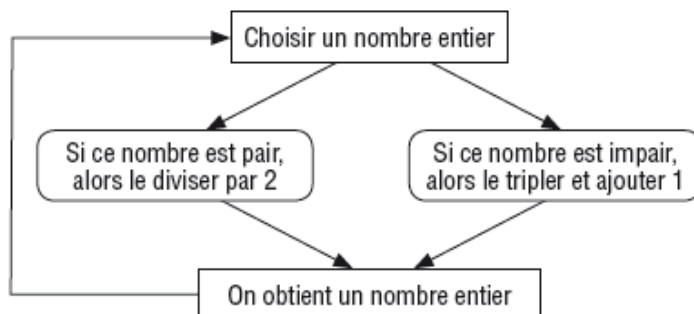 Choisir un nombre entier
Si ce nombre est pair,
alors le diviser par 2
Si ce nombre est impair,
alors le tripler et ajouter 1
On obtient un nombre entier